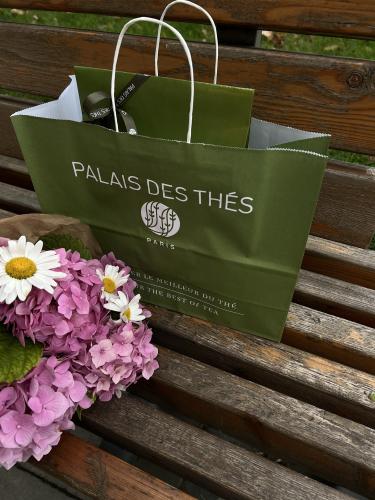 PALAIS DES THÉS
PARIS
LE MEILLEUR DU THÉ
THE BEST OF TEA